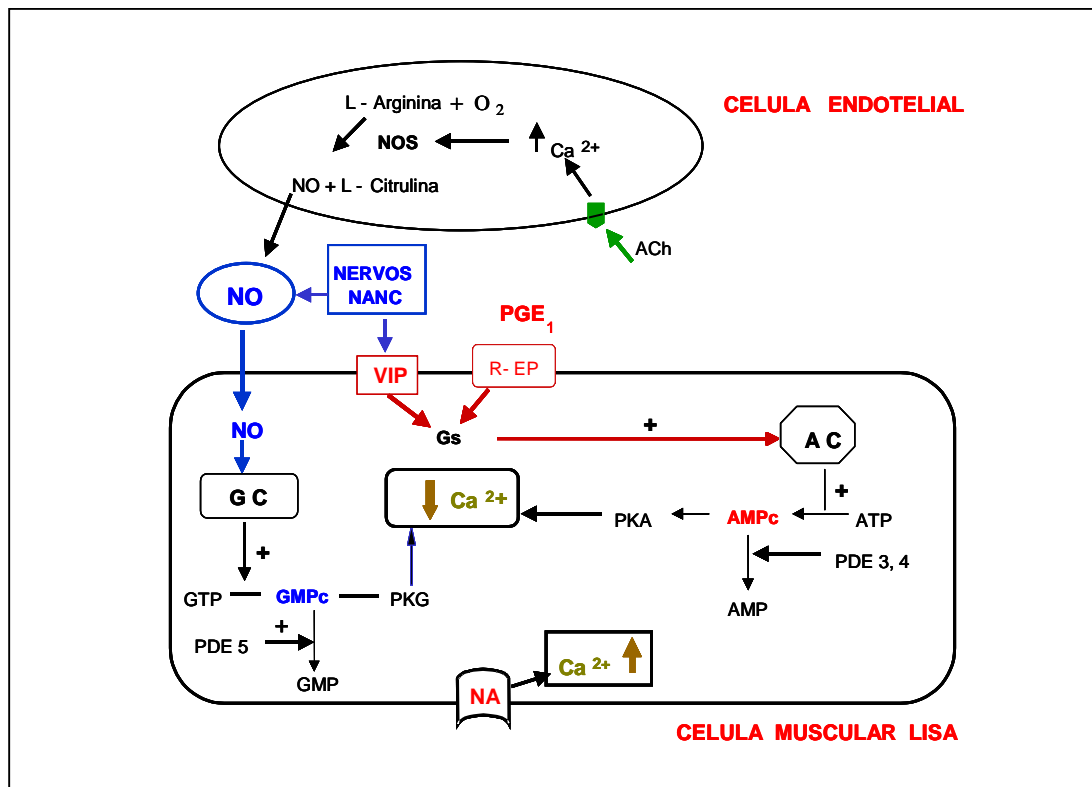 L - Arginina + O 2
CELULA ENDOTELIAL
NOS
Ca 2+
NO + L - Citrulina
ACh
NERVOS
NANC
NO
PGE 1
VIP
R- EP
NO
Gs
+
A C
G C
Ca 2+
+
PKA
AMPc
ATP
+
PDE 3, 4
GTP
GMPc
PKG
AMP
PDE 5
+
GMP
Ca 2+
NA
CELULA MUSCULAR LISA